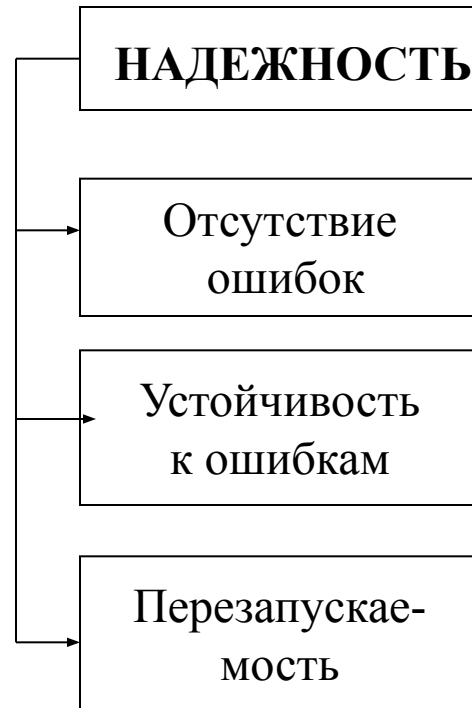 НАДЕЖНОСТЬ
Отсутствие
ошибок
Устойчивость
к ошибкам
Перезапускае-
мость